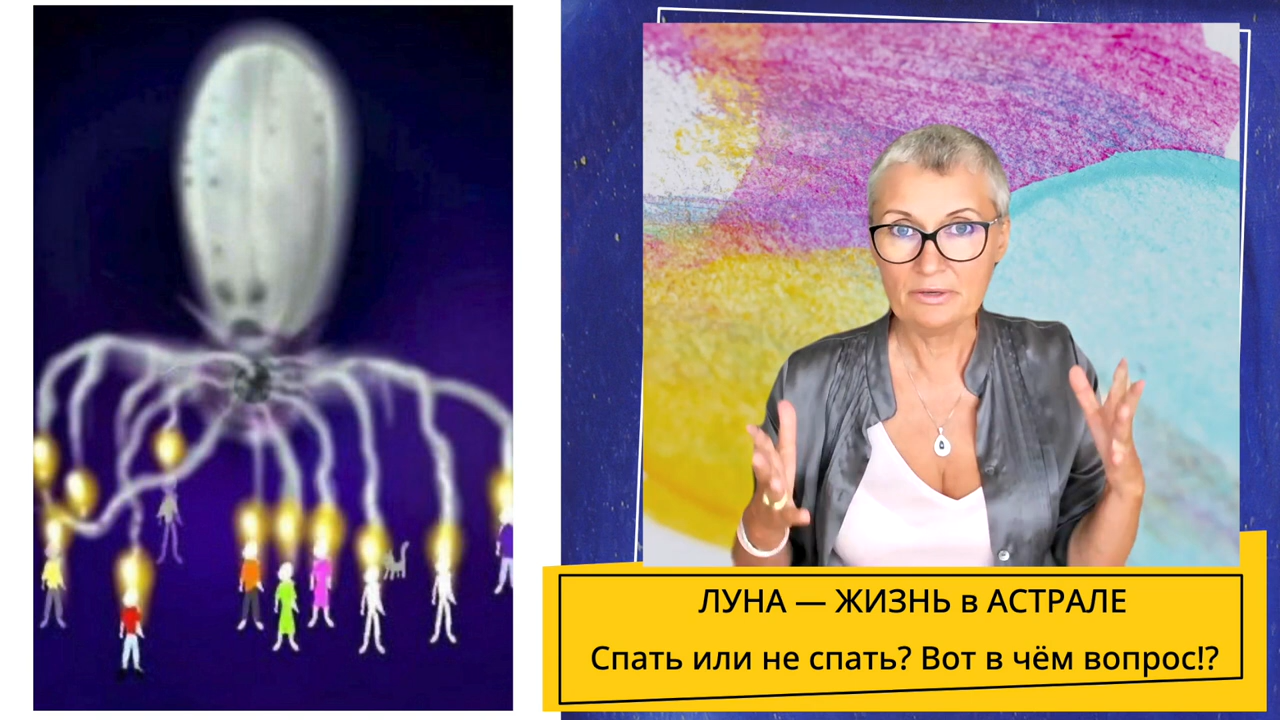 ЛУНА — ЖИЗНЬ в АСТРАЛЕ
Спать или не спать? Вот в чём вопрос!?